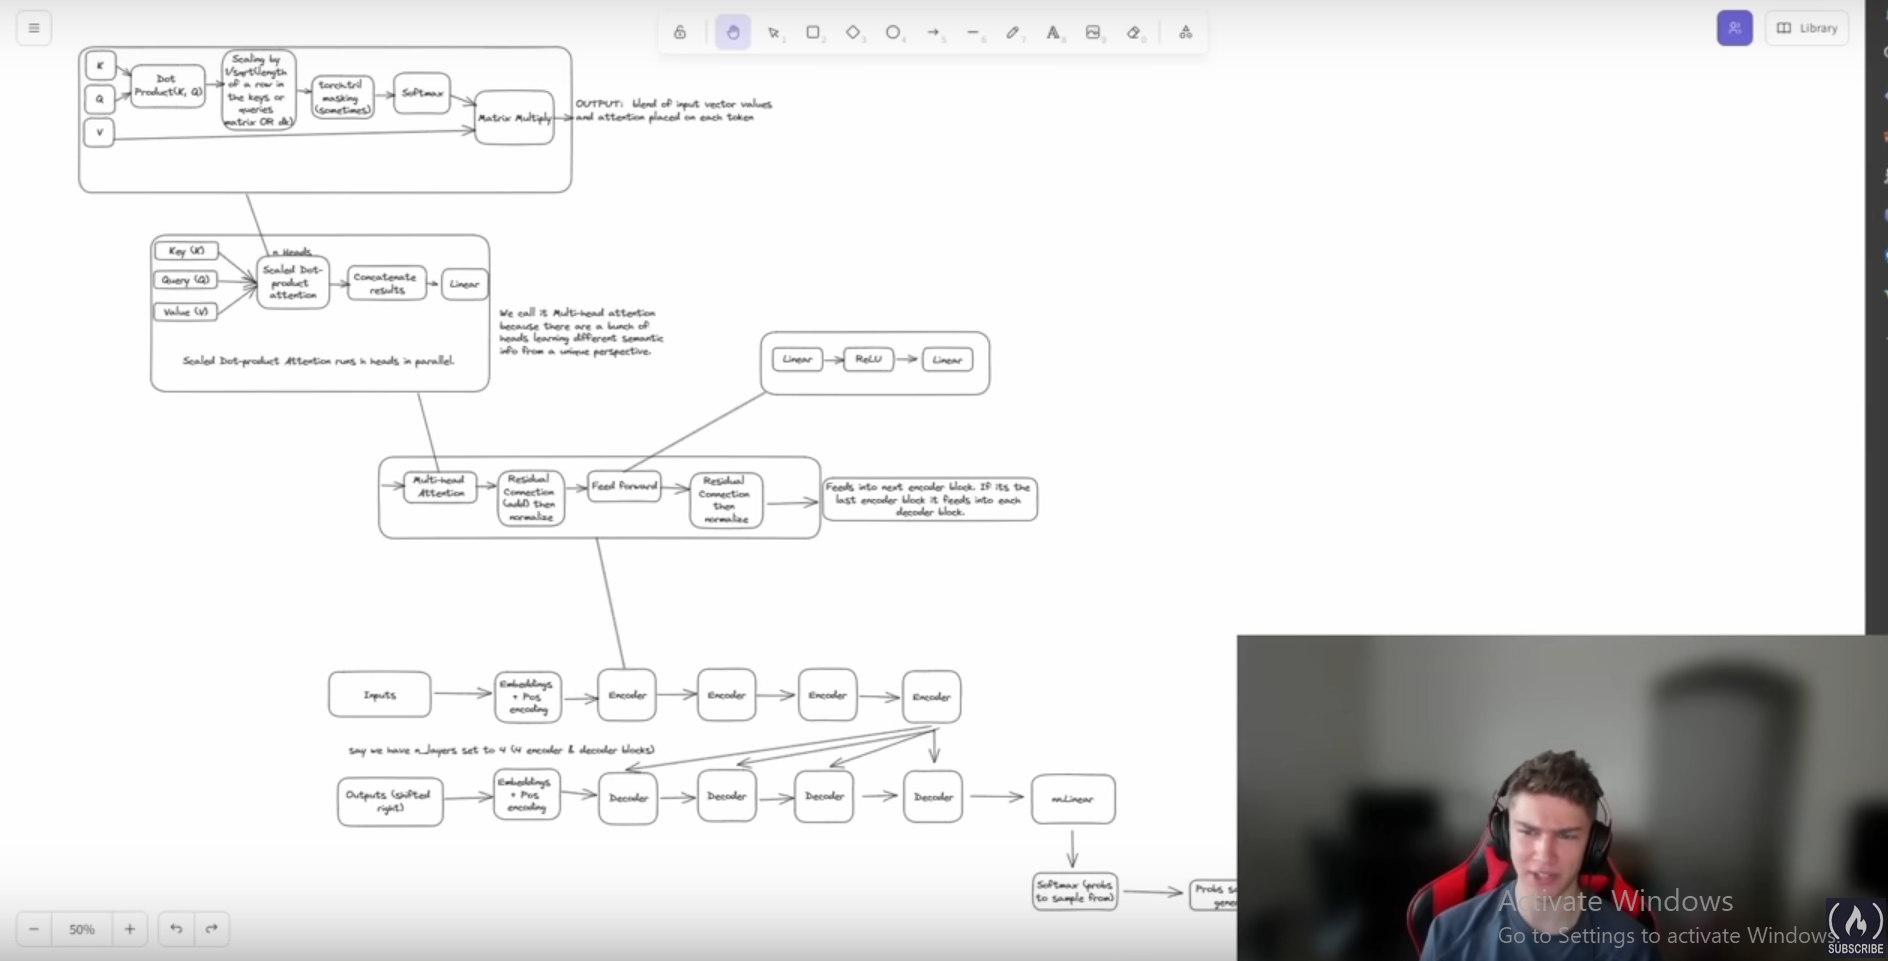 Library
K
Q
V
Dot
Product(K, Q)
Scaling by
1/sqrt(length
of a row in
the keys or
queries
matrix OR dk)
torch.tril
masking
(sometimes)
Softmax
Matrix Multiply
OUTPUT: blend of input vector values
and attention placed on each token
Key (K)
Query (Q)
Value (V)
n Heads
Scaled Dot-
product
attention
Concatenate
results
Linear
Scaled Dot-product Attention runs h heads in parallel.
We call it Multi-head attention
because there are a bunch of
heads learning different semantic
info from a unique perspective.
Linear
ReLU
Linear
Multi-head
Attention
Residual
Connection
(add) then
normalize
Feed forward
Residual
Connection
then
normalize
Feeds into next encoder block. If its the
last encoder block it feeds into each
decoder block.
Inputs
Embeddings
+ Pos
encoding
Encoder
Encoder
Encoder
Encoder
say we have n_layers set to 4 (4 encoder & decoder blocks)
Outputs (shifted
right)
Embeddings
+ Pos
encoding
Decoder
Decoder
Decoder
Decoder
nn.Linear
Softmax (probs
to sample from)
Probs
50%
Activate Windows
Go to Settings to activate Windows.
SUBSCRIBE